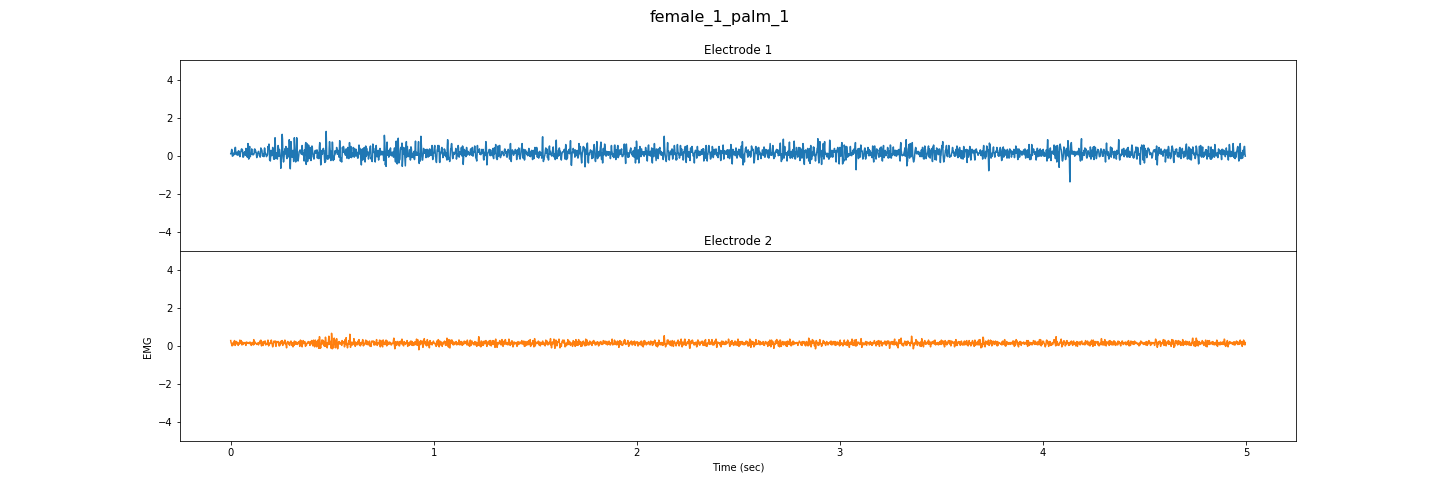 female_1_palm_1
Electrode 1
4
2
0
−2
−4
Electrode 2
4
2
0
−2
−4
EMG
0 1 2 3 4 5
Time (sec)